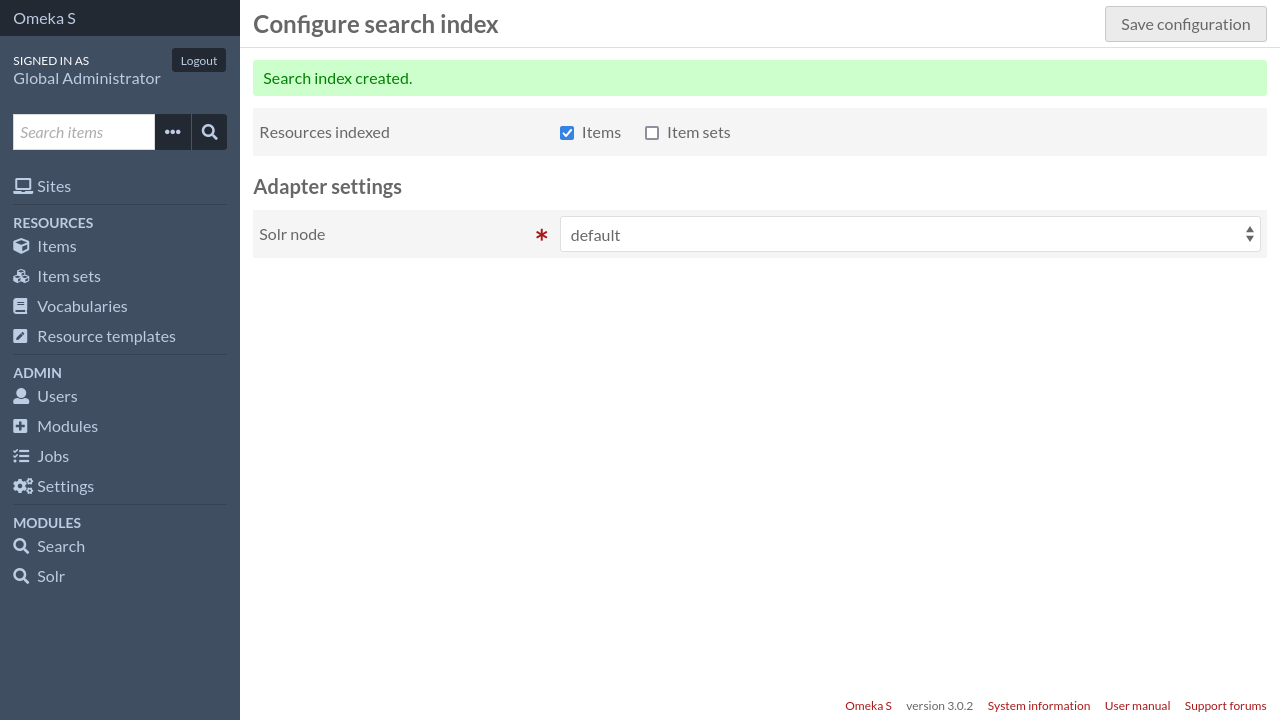 Omeka S
SIGNED IN AS
Global Administrator
Logout
Search items
Sites
RESOURCES
Items
Item sets
Vocabularies
Resource templates
ADMIN
Users
Modules
Jobs
Settings
MODULES
Search
Solr
Configure search index
Save configuration
Search index created.
Resources indexed
Items
Item sets
Adapter settings
Solr node
default
Omeka S version 3.0.2 System information User manual Support forums